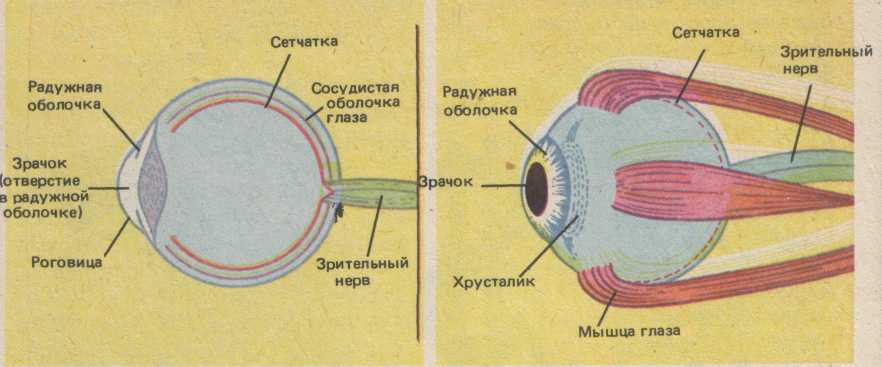 Сетчатка
Радужная
оболочка
Сосудистая
оболочка
глаза
Зрачок
(отверстие
в радужной
оболочке)
Роговица
Зрительный
нерв
Сетчатка
Зрительный
нерв
Радужная
оболочка
Зрачок
Хрусталик
Мышца глаза